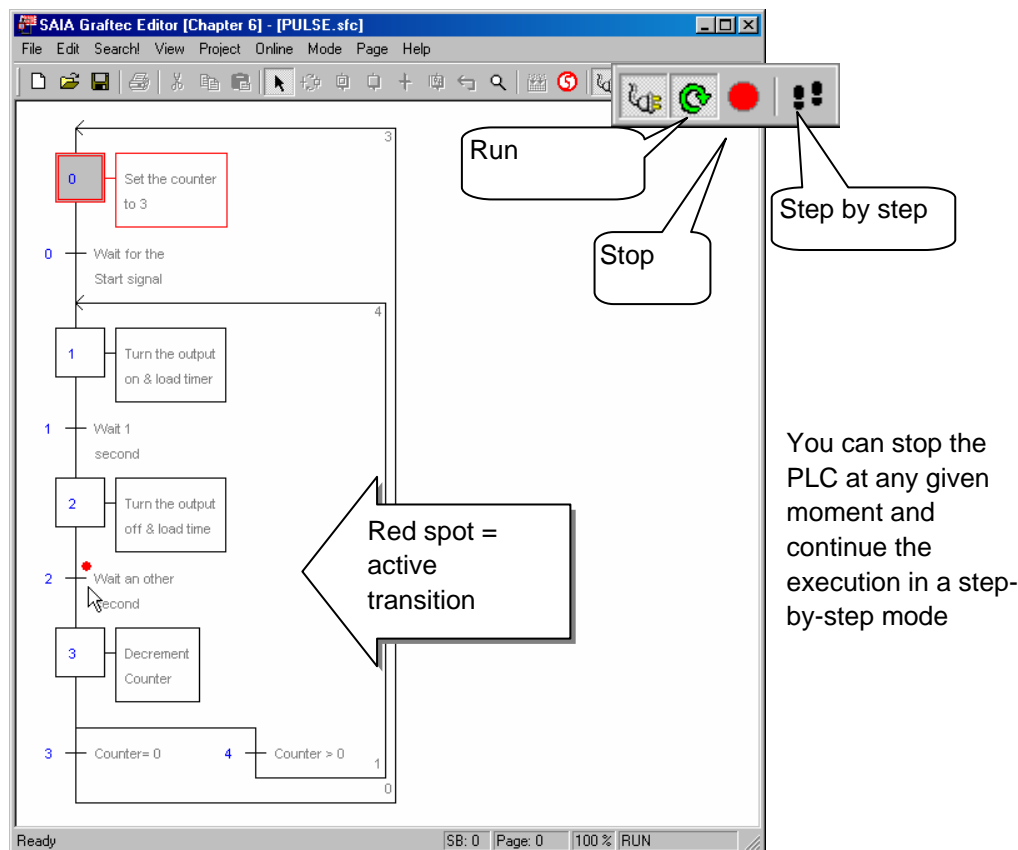 SAIA Graftec Editor [Chapter 6] - [PULSE.sfc]
File Edit Search! View Project Online Mode Page Help
Run
Stop
Step by step
3
0
Set the counter
to 3
0
Wait for the
Start signal
4
1
Turn the output
on & load timer
1
Wait 1
second
2
Turn the output
off & load time
2
Wait an other
second
3
Decrement
Counter
3
Counter= 0
4
Counter > 0
1
0
Red spot =
active
transition
You can stop the
PLC at any given
moment and
continue the
execution in a step-
by-step mode
Ready
SB: 0
Page: 0
100 %
RUN